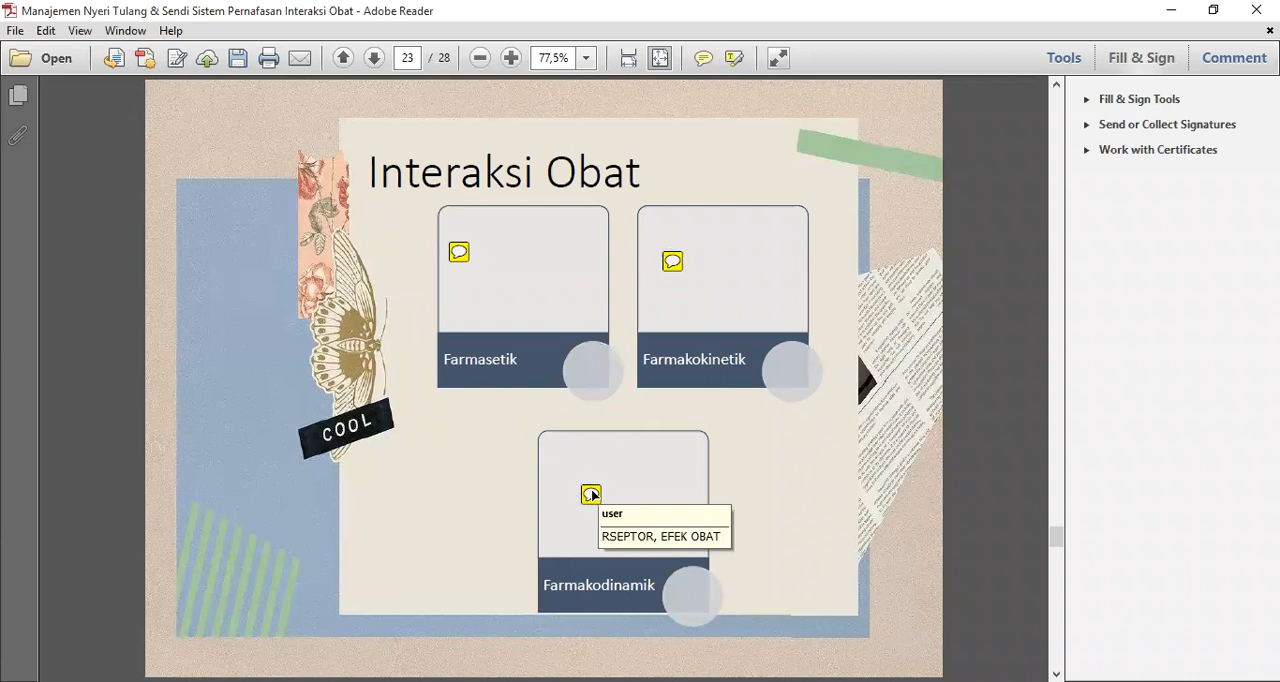 Manajemen Nyeri Tulang & Sendi Sistem Pernafasan Interaksi Obat - Adobe Reader
File Edit View Window Help
Open 23 / 28 77,5% Tools Fill & Sign Comment
Fill & Sign Tools
Send or Collect Signatures
Work with Certificates
Interaksi Obat
Farmasetik
Farmakokinetik
COOL
user
RSEPTOR, EFEK OBAT
Farmakodinamik